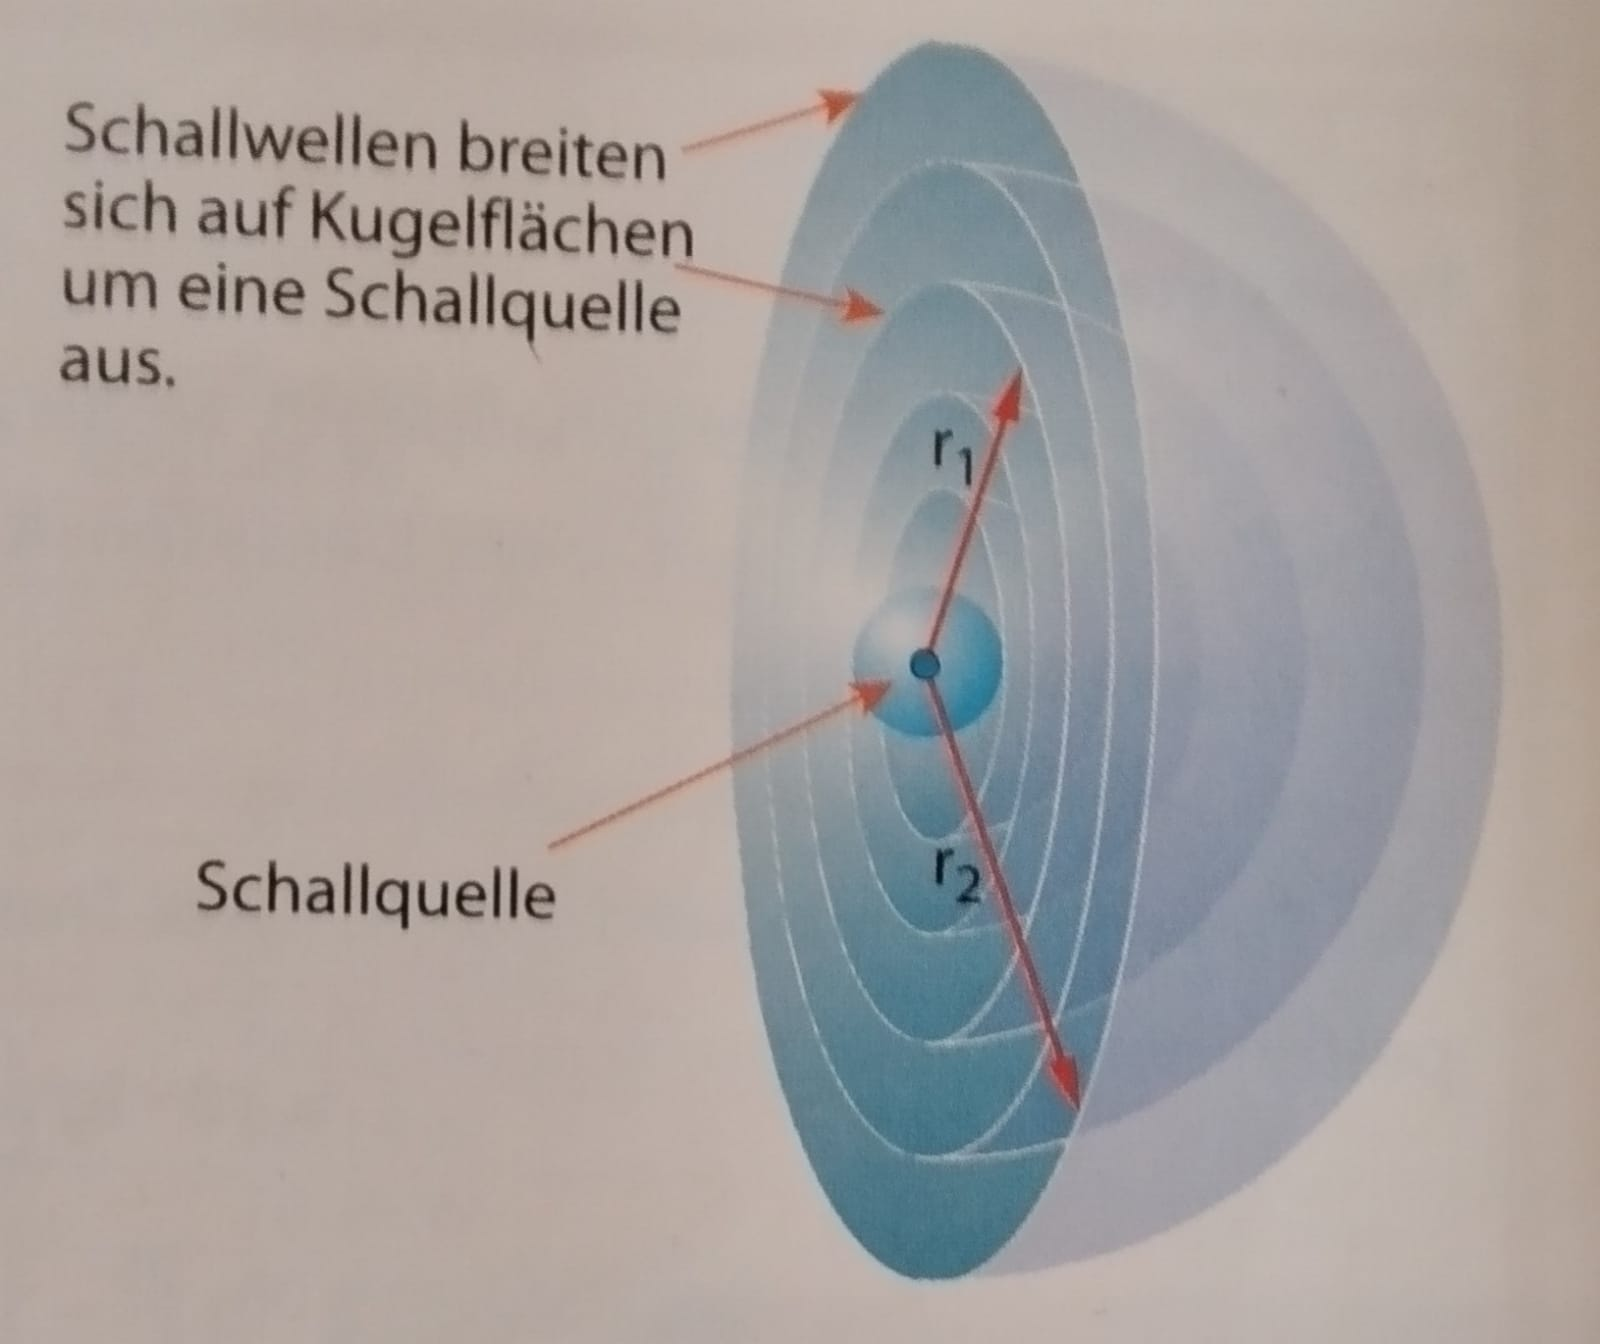 Schallwellen breiten
sich auf Kugelflächen
um eine Schallquelle
aus.
r₁
r₂
Schallquelle